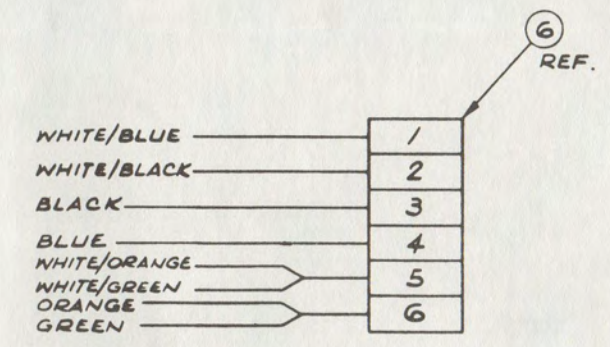 6
REF.
WHITE/BLUE 1
WHITE/BLACK 2
BLACK 3
BLUE 4
WHITE/ORANGE
WHITE/GREEN 5
ORANGE
GREEN 6